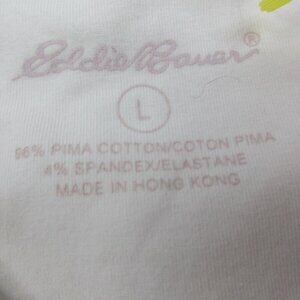 Eddie Bauer®
L
96% PIMA COTTON/COTON PIMA
4% SPANDEX/ELASTANE
MADE IN HONG KONG